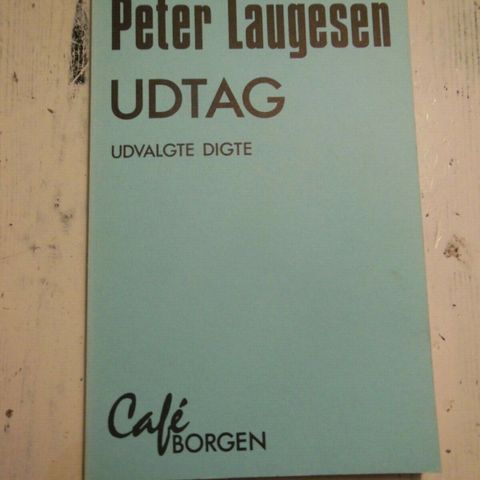 Peter Laugesen
UDTAG
UDVALGTE DIGTE
Café
BORGEN